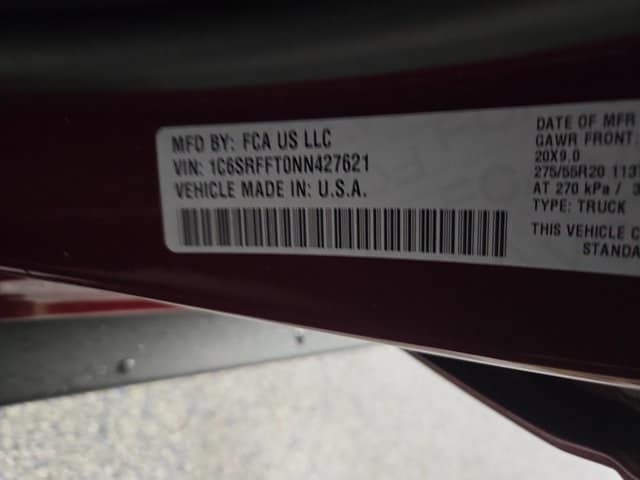 MFD BY: FCA US LLC
VIN: 1C6SRFFT0NN427621
VEHICLE MADE IN: U.S.A.
DATE OF MFR
GAWR FRONT:
20X9.0
275/55R20 113
AT 270 kPa /
TYPE: TRUCK
THIS VEHICLE C
STANDA